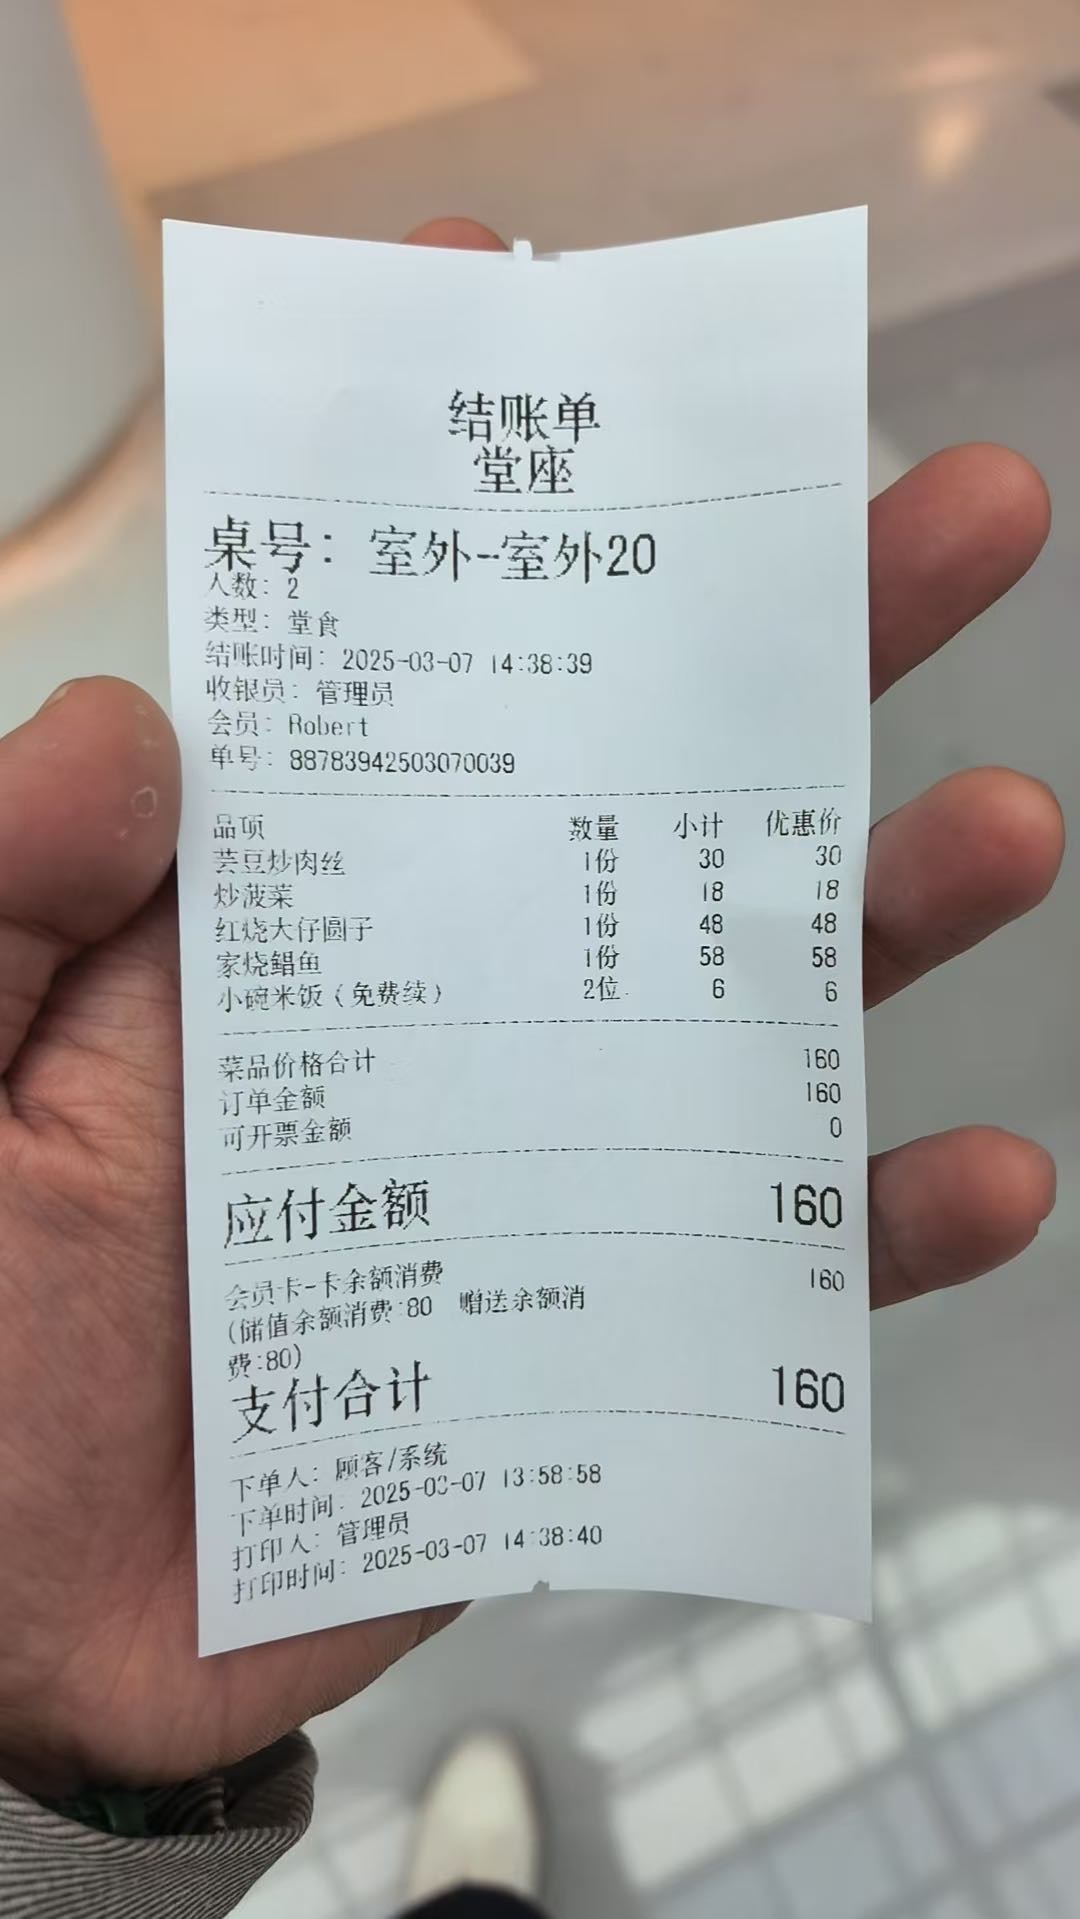 结账单
堂座
桌号: 室外-室外20
人数: 2
类型: 堂食
结账时间: 2025-03-07 14:38:39
收银员: 管理员
会员: Robert
单号: 88783942503070039
品项 数量 小计 优惠价
芸豆炒肉丝 1份 30 30
炒菠菜 1份 18 18
红烧大仔圆子 1份 48 48
家烧鲳鱼 1份 58 58
小碗米饭(免费续) 2位 6 6
菜品价格合计 160
订单金额 160
可开票金额 0
应付金额 160
会员卡-卡余额消费 160
(储值余额消费:80 赠送余额消
费:80)
支付合计 160
下单人: 顾客/系统
下单时间: 2025-03-07 13:58:58
打印人: 管理员
打印时间: 2025-03-07 14:38:40